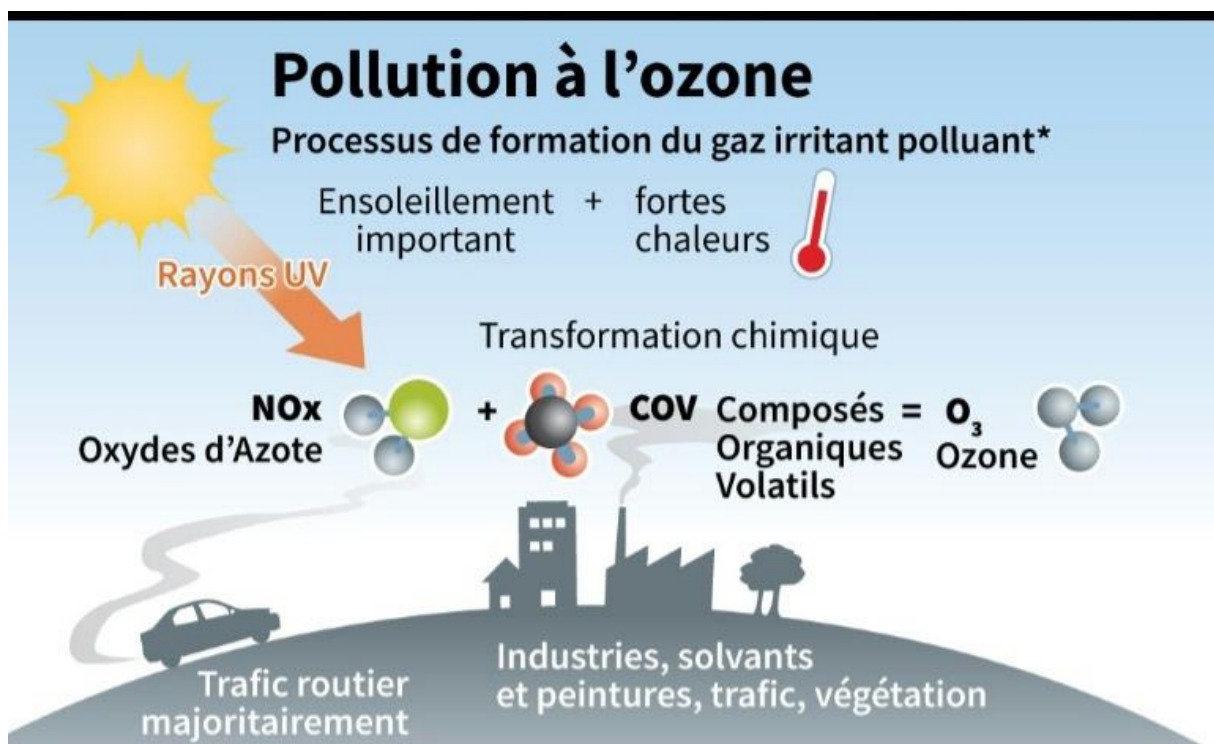 Pollution à l’ozone
Processus de formation du gaz irritant polluant*
Ensoleillement + fortes
important chaleurs
Rayons UV
Transformation chimique
NOx + COV Composés = O₃
Oxydes d’Azote Organiques Ozone
Volatils
Trafic routier
majoritairement
Industries, solvants
et peintures, trafic, végétation